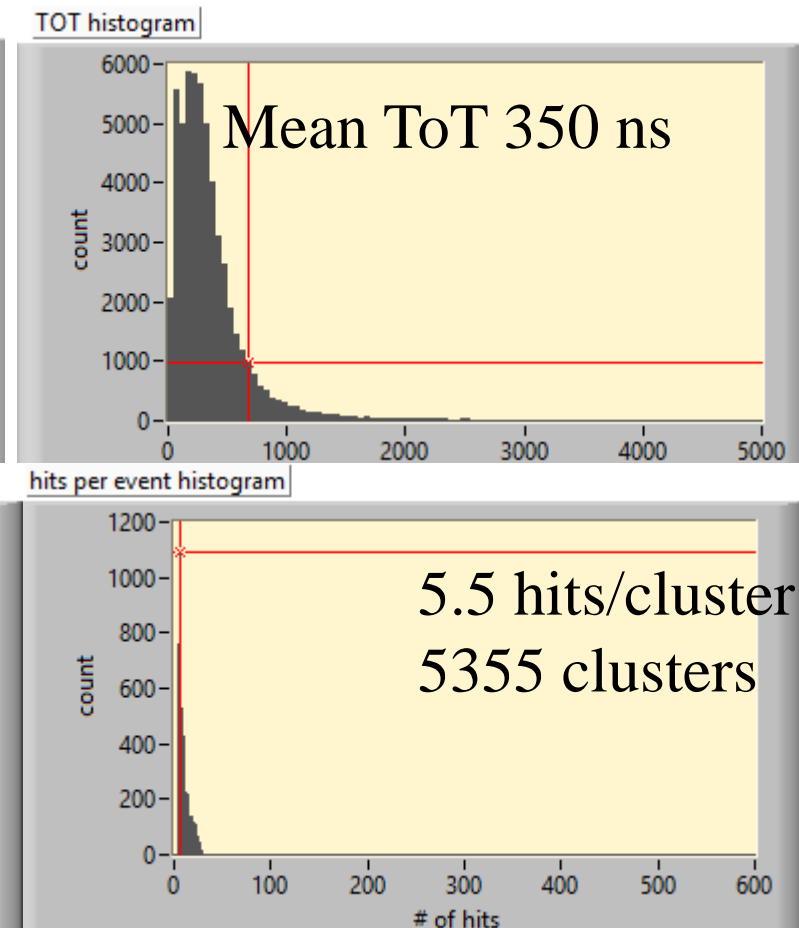 TOT histogram
6000
5000
4000
3000
2000
1000
0
count
Mean ToT 350 ns
0 1000 2000 3000 4000 5000
hits per event histogram
1200
1000
800
600
400
200
0
count
5.5 hits/cluster
5355 clusters
0 100 200 300 400 500 600
# of hits